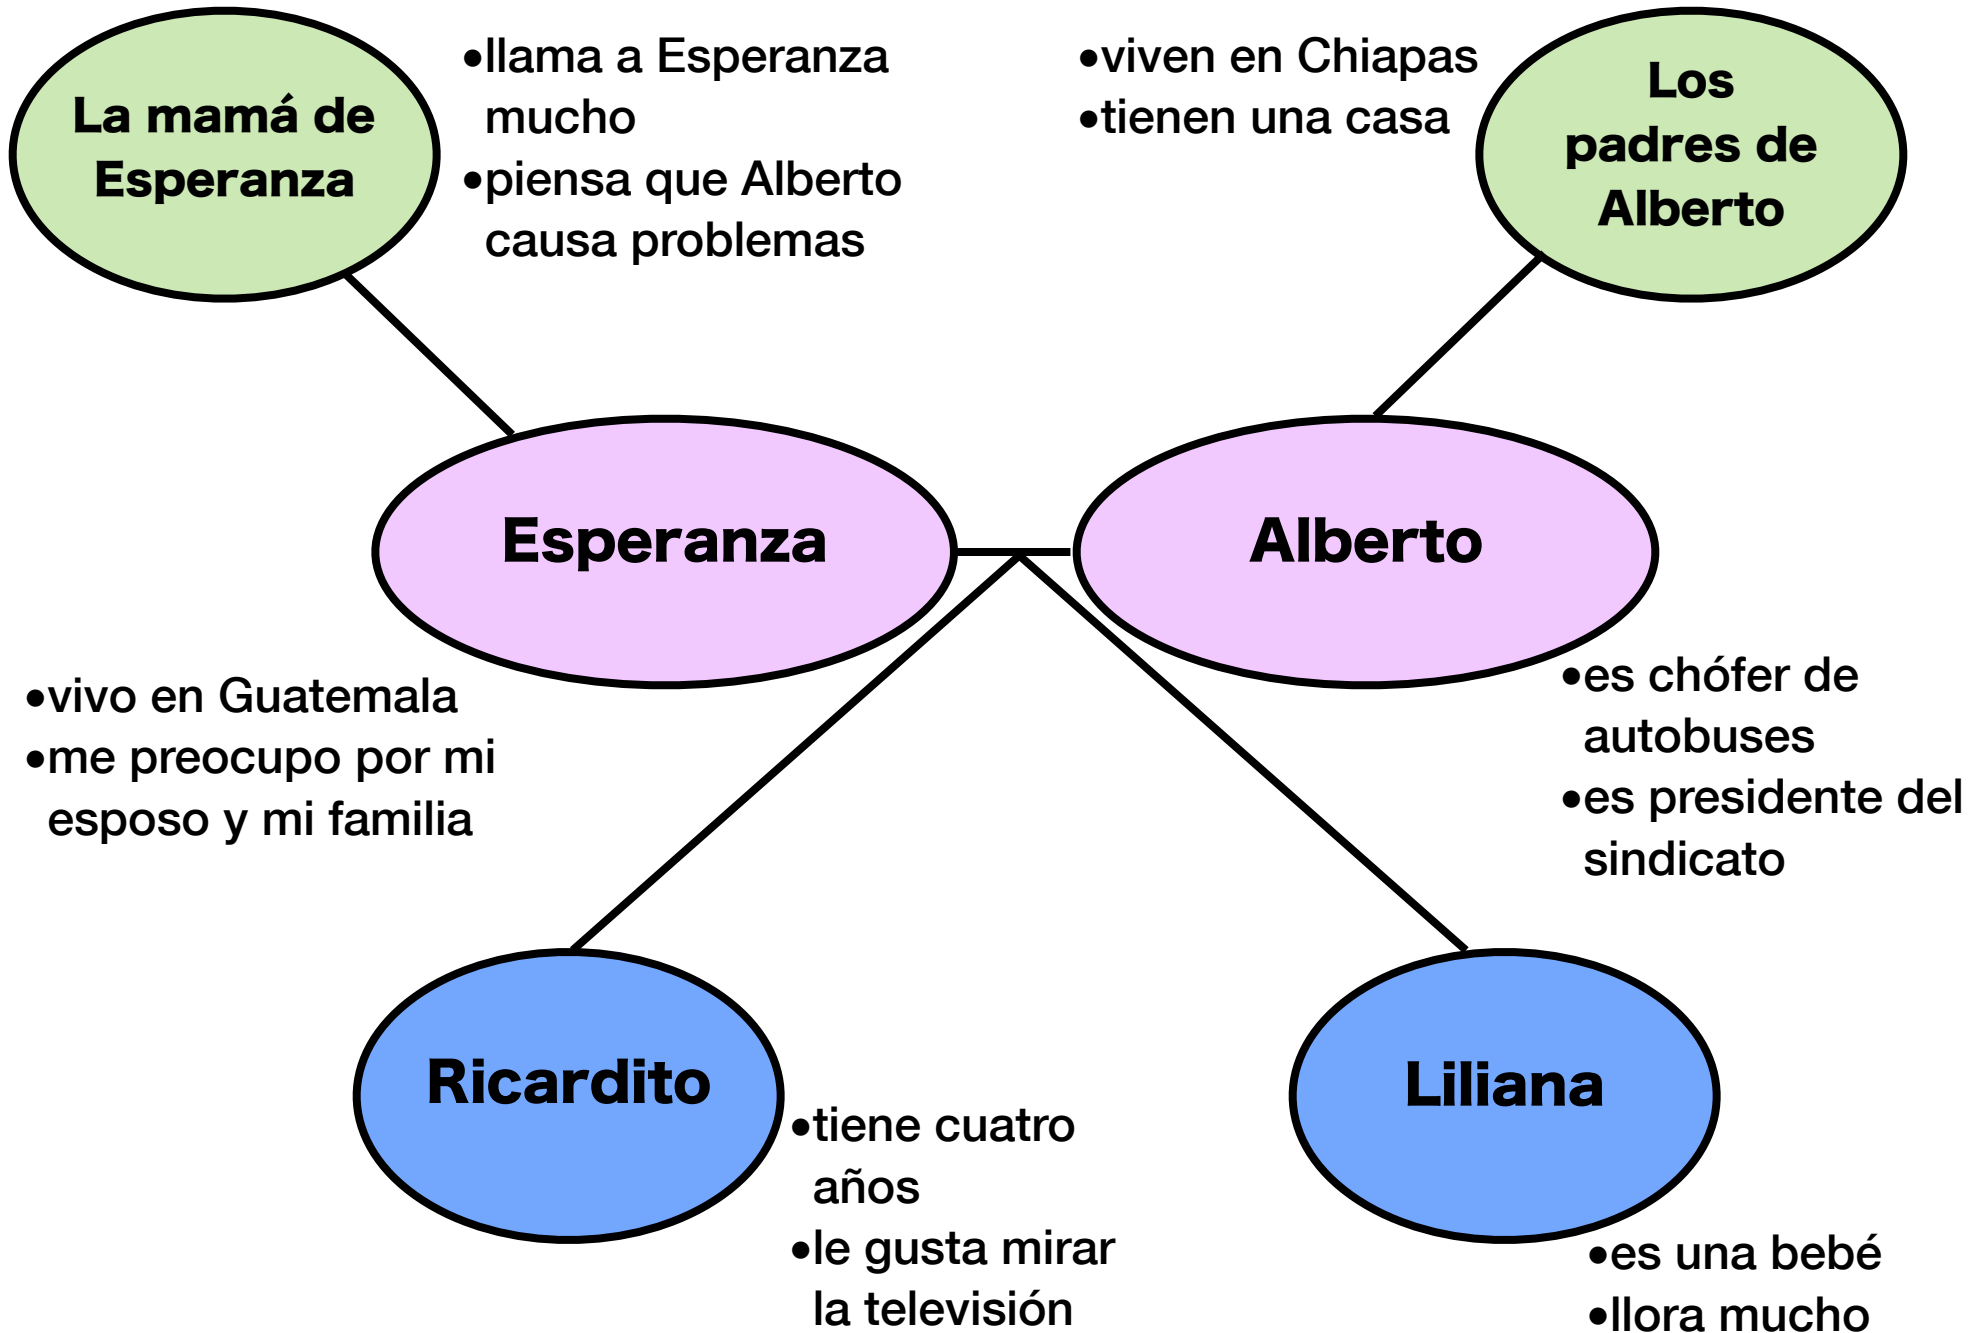 La mamá de
Esperanza
•llama a Esperanza
mucho
•piensa que Alberto
causa problemas
•viven en Chiapas
•tienen una casa
Los
padres de
Alberto
Esperanza
Alberto
•vivo en Guatemala
•me preocupo por mi
esposo y mi familia
•es chófer de
autobuses
•es presidente del
sindicato
Ricardito
•tiene cuatro
años
•le gusta mirar
la televisión
Liliana
•es una bebé
•llora mucho